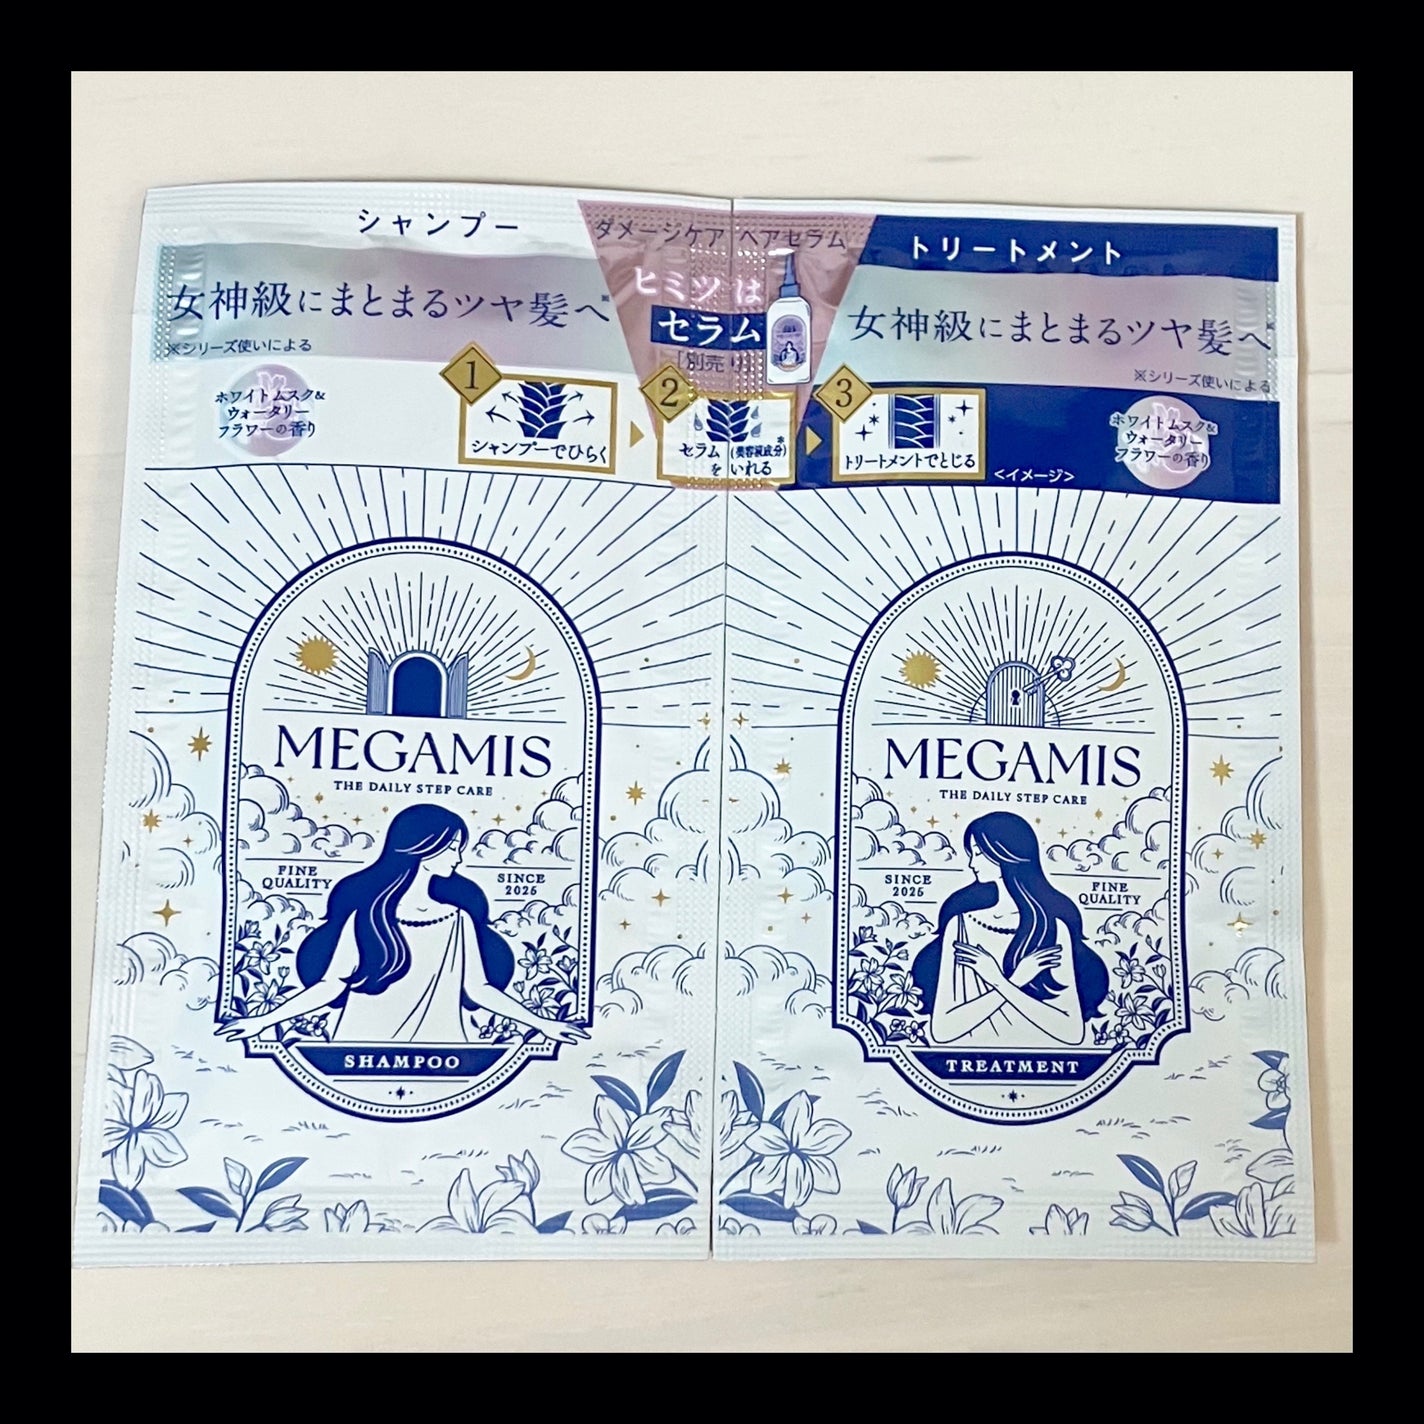 シャンプー
女神級にまとまるツヤ髪へ※
※シリーズ使いによる
ホワイトムスク&
ウォータリー
フラワーの香り
ダメージケア ヘアセラム
ヒミツは
セラム
[別売り]
1
シャンプーでひらく
2
セラム(美容液成分)*
をいれる
3
トリートメントでとじる
<イメージ>
トリートメント
女神級にまとまるツヤ髪へ※
※シリーズ使いによる
ホワイトムスク&
ウォータリー
フラワーの香り
MEGAMIS
THE DAILY STEP CARE
FINE
QUALITY
SINCE
2025
SHAMPOO
MEGAMIS
THE DAILY STEP CARE
SINCE
2025
FINE
QUALITY
TREATMENT